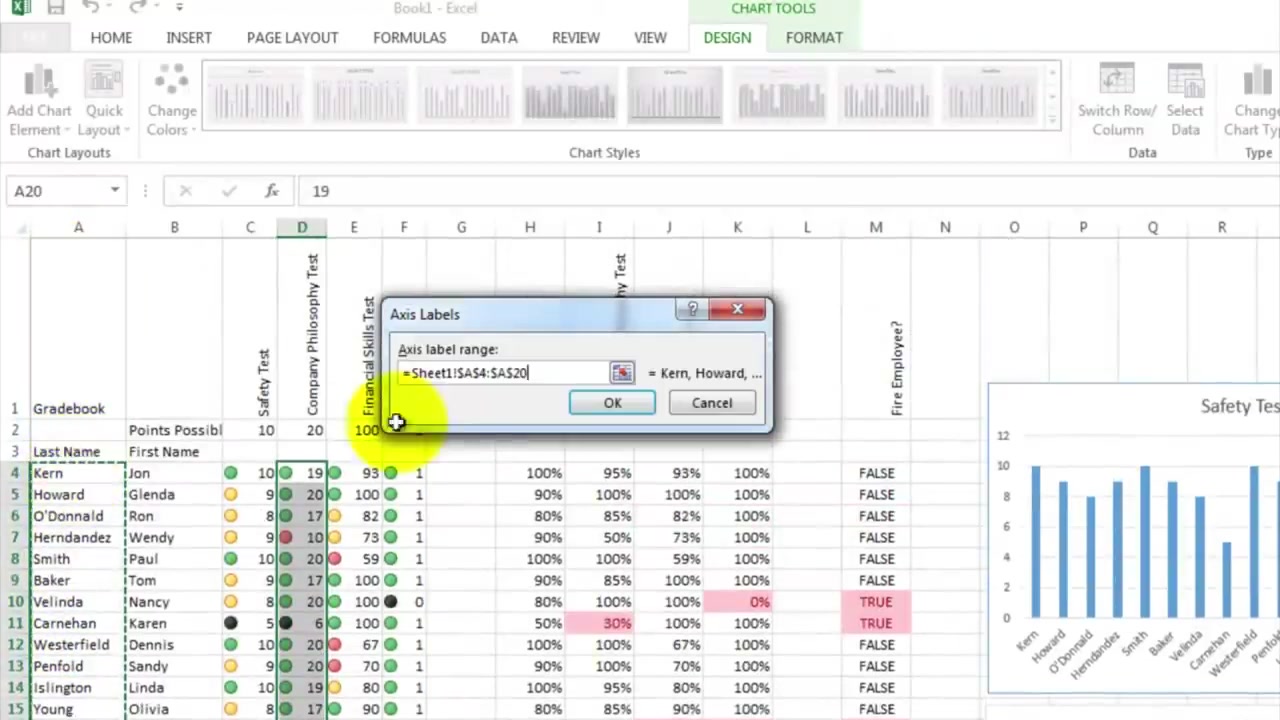 Book1 - Excel
CHART TOOLS
HOME INSERT PAGE LAYOUT FORMULAS DATA REVIEW VIEW DESIGN FORMAT
Add Chart Element
Quick Layout
Change Colors
Switch Row/ Column
Select Data
Change Chart Typ
Chart Layouts
Chart Styles
Data
Type
A20
fx
19
A B C D E F G H I J K L M N O P Q R
Safety Test
Company Philosophy Test
Financial Skills Test
hy Test
Fire Employee?
1 Gradebook
2 Points Possibl 10 20 100
3 Last Name First Name
4 Kern Jon 10 19 93 1 100% 95% 93% 100% FALSE
5 Howard Glenda 9 20 100 1 90% 100% 100% 100% FALSE
6 O'Donnald Ron 8 17 82 1 80% 85% 82% 100% FALSE
7 Herndandez Wendy 9 10 73 1 90% 50% 73% 100% FALSE
8 Smith Paul 10 20 59 1 100% 100% 59% 100% FALSE
9 Baker Tom 9 17 100 1 90% 85% 100% 100% FALSE
10 Velinda Nancy 8 20 100 0 80% 100% 100% 0% TRUE
11 Carnehan Karen 5 6 100 1 50% 30% 100% 100% TRUE
12 Westerfield Dennis 10 20 67 1 100% 100% 67% 100% FALSE
13 Penfold Sandy 9 20 70 1 90% 100% 70% 100% FALSE
14 Islington Linda 10 19 80 1 100% 95% 80% 100% FALSE
15 Young Olivia 8 17 90 1 80% 85% 90% 100% FALSE
Axis Labels
?
Axis label range:
=Sheet1!$A$4:$A$20
= Kern, Howard, ...
OK
Cancel
Safety Tes
12
10
8
6
4
2
0
Kern
Howard
O'Donnald
Herndandez
Smith
Baker
Velinda
Carnehan
Westerfield
Penfo